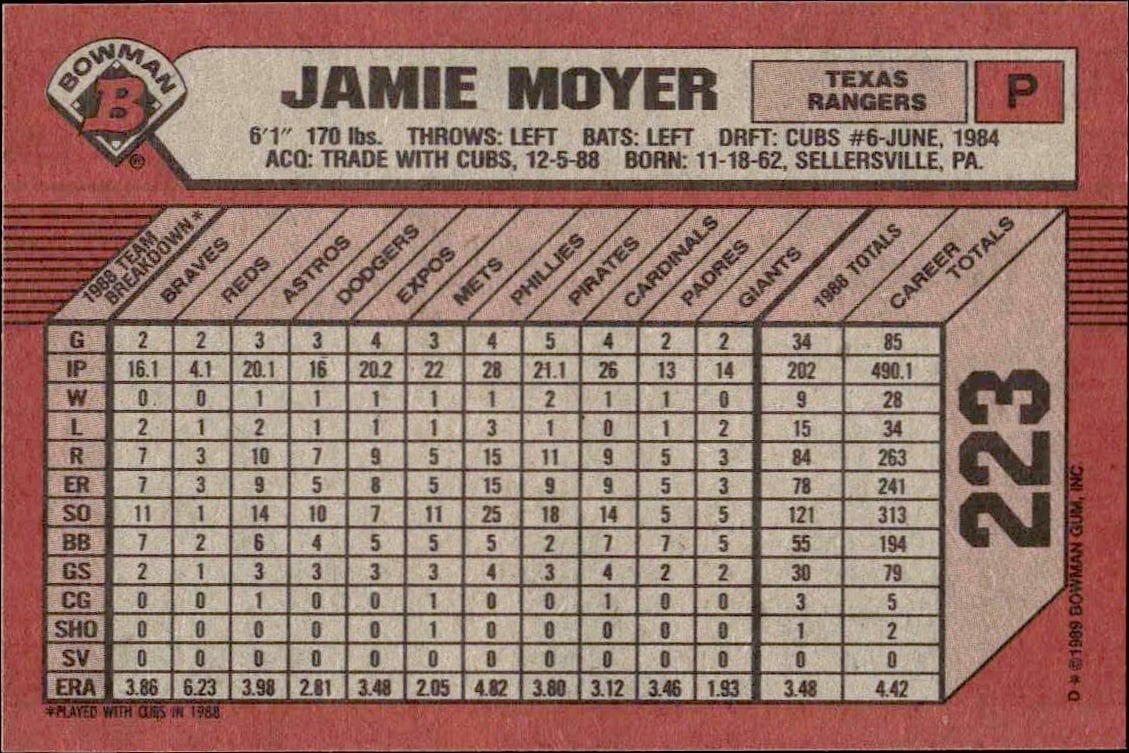 BOWMAN
B
®
JAMIE MOYER
TEXAS
RANGERS
P
6'1" 170 lbs. THROWS: LEFT BATS: LEFT DRFT: CUBS #6-JUNE, 1984
ACQ: TRADE WITH CUBS, 12-5-88 BORN: 11-18-62, SELLERSVILLE, PA.
1988 TEAM BREAKDOWN* BRAVES REDS ASTROS DODGERS EXPOS METS PHILLIES PIRATES CARDINALS PADRES GIANTS 1988 TOTALS CAREER TOTALS
G 2 2 3 3 4 3 4 5 4 2 2 34 85
IP 16.1 4.1 20.1 16 20.2 22 28 21.1 26 13 14 202 490.1
W 0 0 1 1 1 1 1 2 1 1 0 9 28
L 2 1 2 1 1 1 3 1 0 1 2 15 34
R 7 3 10 7 9 5 15 11 9 5 3 84 263
ER 7 3 9 5 8 5 15 9 9 5 3 78 241
SO 11 1 14 10 7 11 25 18 14 5 5 121 313
BB 7 2 6 4 5 5 5 2 7 7 5 55 194
GS 2 1 3 3 3 3 4 3 4 2 2 30 79
CG 0 0 1 0 0 1 0 0 1 0 0 3 5
SHO 0 0 0 0 0 1 0 0 0 0 0 1 2
SV 0 0 0 0 0 0 0 0 0 0 0 0 0
ERA 3.86 6.23 3.98 2.81 3.48 2.05 4.82 3.80 3.12 3.46 1.93 3.48 4.42
*PLAYED WITH CUBS IN 1988
223
D * ©1989 BOWMAN GUM, INC.